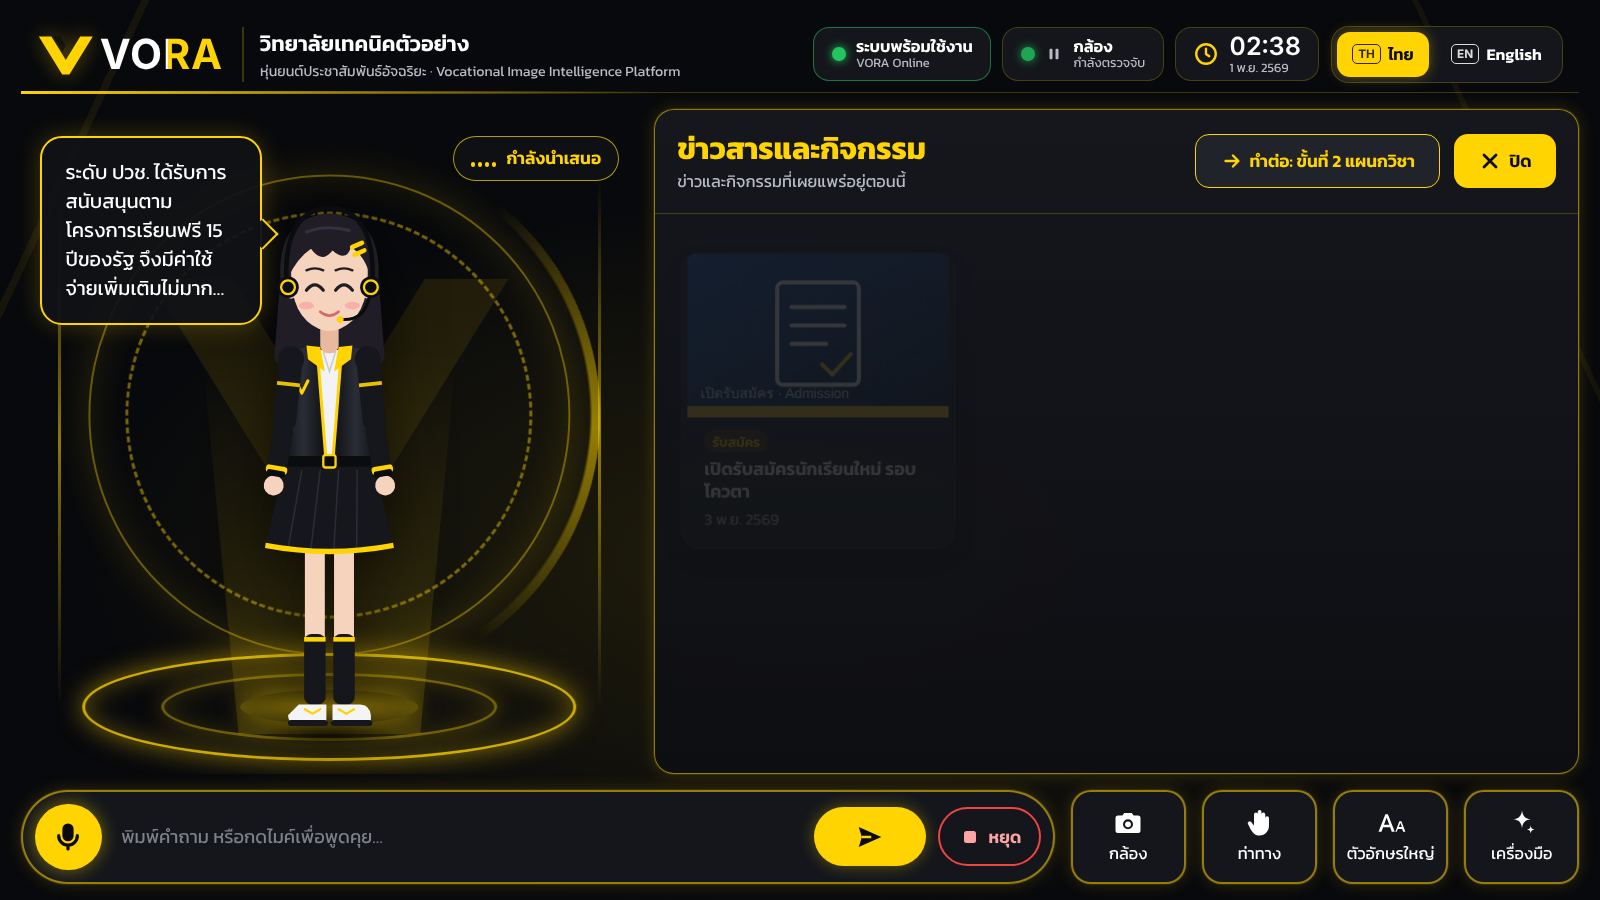 VORA
วิทยาลัยเทคนิคตัวอย่าง
หุ่นยนต์ประชาสัมพันธ์อัจฉริยะ · Vocational Image Intelligence Platform
ระบบพร้อมใช้งาน
VORA Online
กล้อง
กำลังตรวจจับ
02:38
1 พ.ย. 2569
TH ไทย
EN English
ระดับ ปวช. ได้รับการ
สนับสนุนตาม
โครงการเรียนฟรี 15
ปีของรัฐ จึงมีค่าใช้
จ่ายเพิ่มเติมไม่มาก...
กำลังนำเสนอ
ข่าวสารและกิจกรรม
ข่าวและกิจกรรมที่เผยแพร่อยู่ตอนนี้
ทำต่อ: ขั้นที่ 2 แผนกวิชา
ปิด
เปิดรับสมัคร · Admission
รับสมัคร
เปิดรับสมัครนักเรียนใหม่ รอบ
โควตา
3 พ.ย. 2569
พิมพ์คำถาม หรือกดไมค์เพื่อพูดคุย...
หยุด
กล้อง
ท่าทาง
AA
ตัวอักษรใหญ่
เครื่องมือ